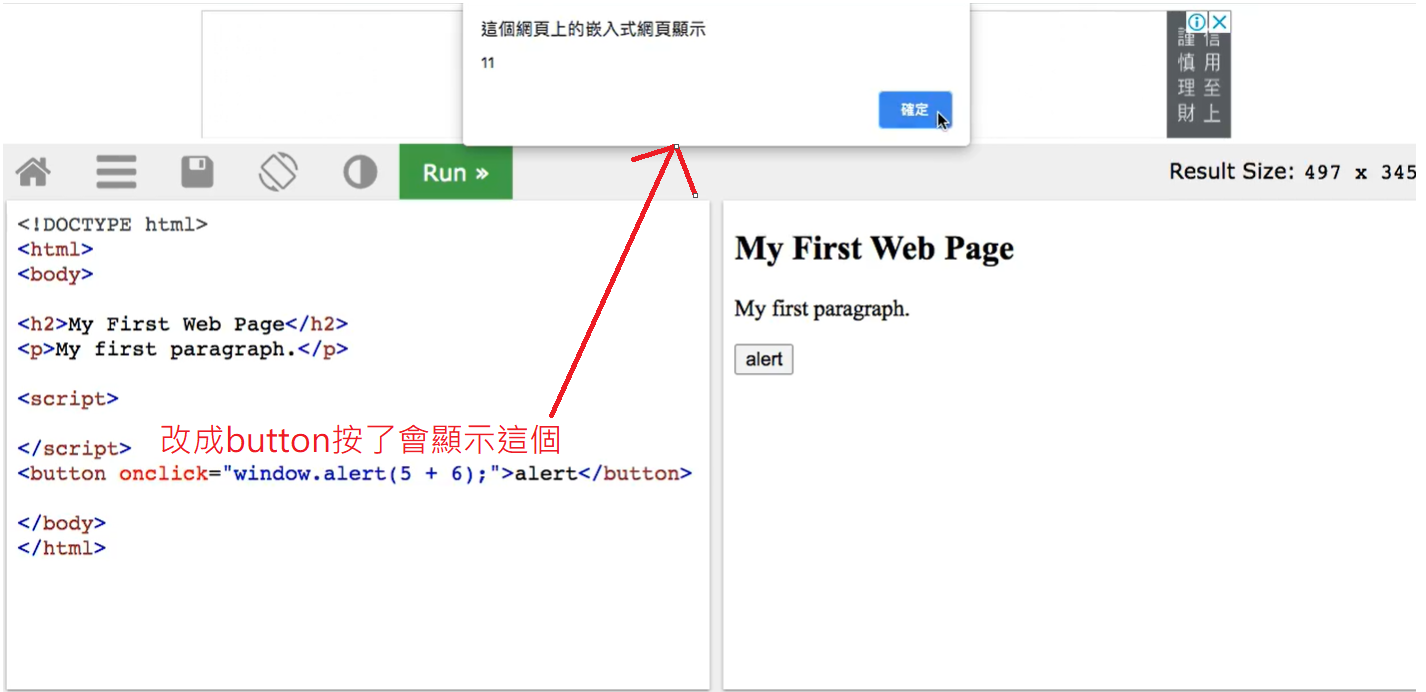 這個網頁上的嵌入式網頁顯示
11
確定
信用至上
謹慎理財
Run »
Result Size: 497 x 345
<!DOCTYPE html>
<html>
<body>
<h2>My First Web Page</h2>
<p>My first paragraph.</p>
<script>
</script>
改成button按了會顯示這個
<button onclick="window.alert(5 + 6);">alert</button>
</body>
</html>
My First Web Page
My first paragraph.
alert